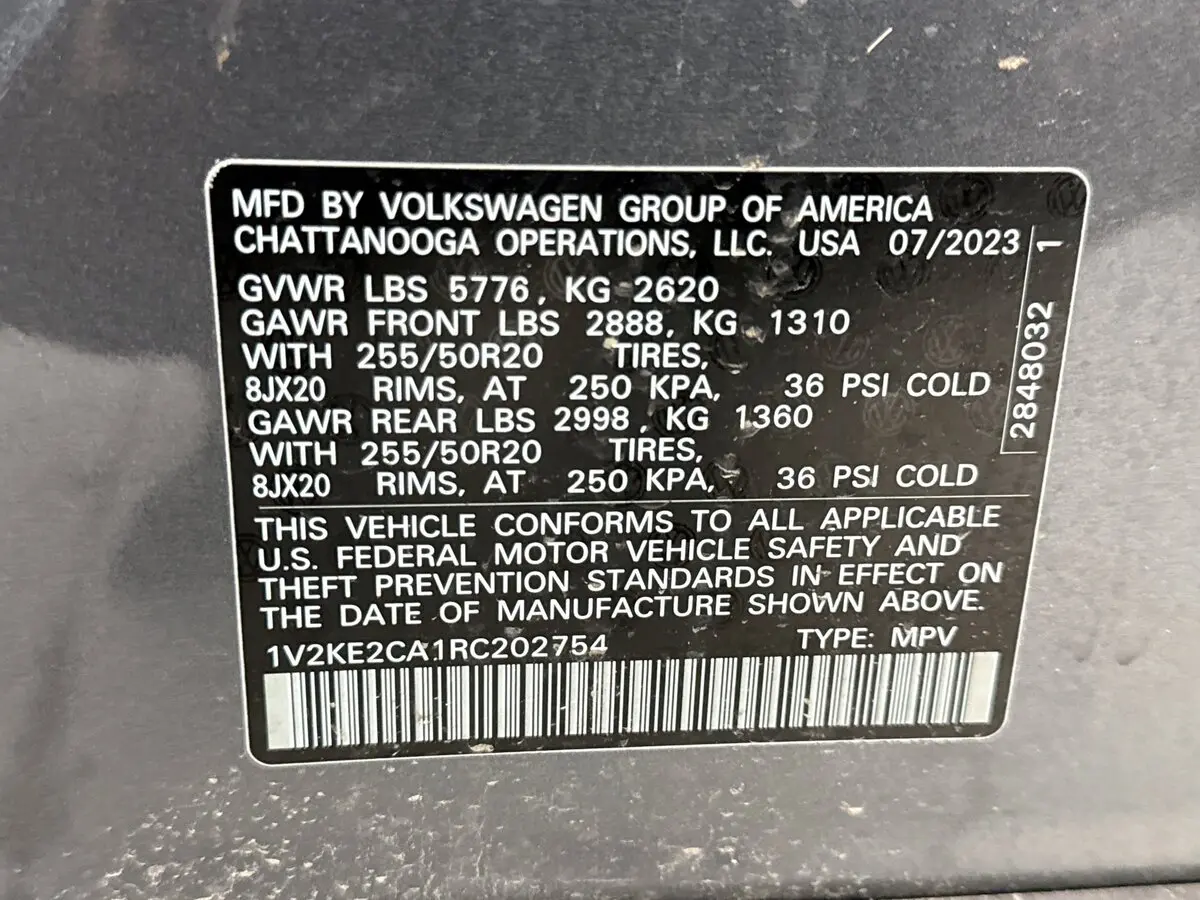 MFD BY VOLKSWAGEN GROUP OF AMERICA
CHATTANOOGA OPERATIONS, LLC. USA 07/2023
GVWR LBS 5776, KG 2620
GAWR FRONT LBS 2888, KG 1310
WITH 255/50R20 TIRES,
8JX20 RIMS, AT 250 KPA, 36 PSI COLD
GAWR REAR LBS 2998, KG 1360
WITH 255/50R20 TIRES,
8JX20 RIMS, AT 250 KPA, 36 PSI COLD
2848032 1
THIS VEHICLE CONFORMS TO ALL APPLICABLE
U.S. FEDERAL MOTOR VEHICLE SAFETY AND
THEFT PREVENTION STANDARDS IN EFFECT ON
THE DATE OF MANUFACTURE SHOWN ABOVE.
1V2KE2CA1RC202754 TYPE: MPV